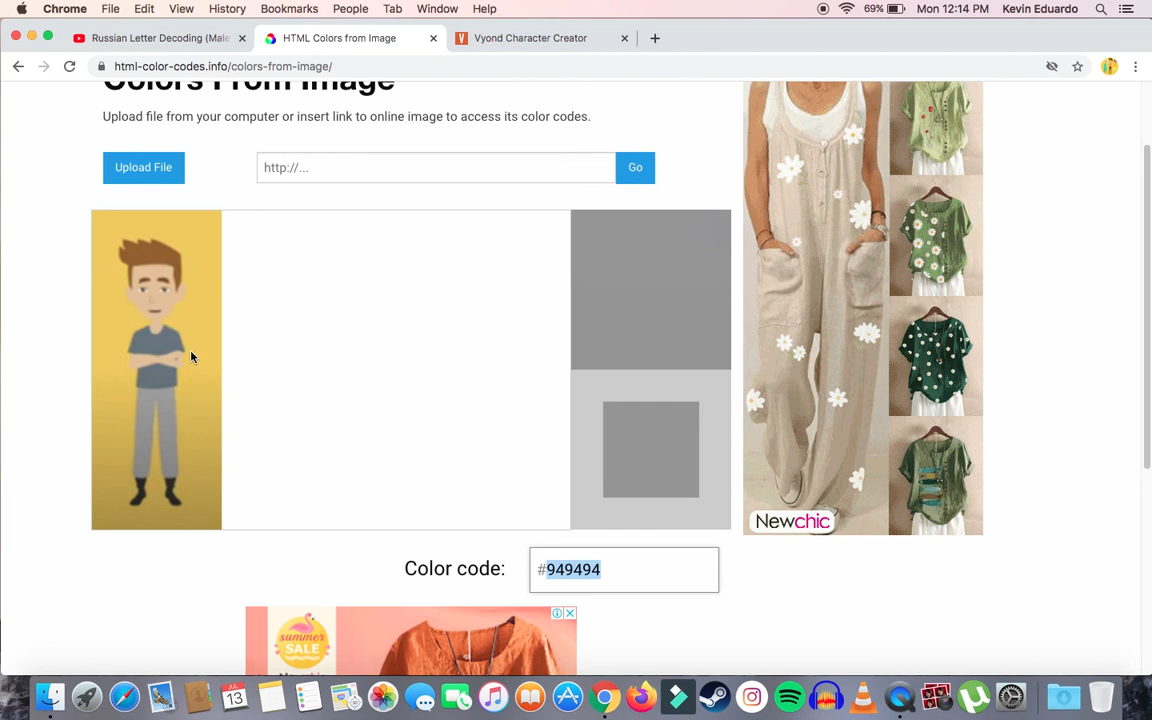 Chrome File Edit View History Bookmarks People Tab Window Help 69% Mon 12:14 PM Kevin Eduardo
Russian Letter Decoding (Male HTML Colors from Image Vyond Character Creator
html-color-codes.info/colors-from-image/
Colors From Image
Upload file from your computer or insert link to online image to access its color codes.
Upload File http://... Go
Newchic
Color code: #949494
summer
SALE
JUL
13